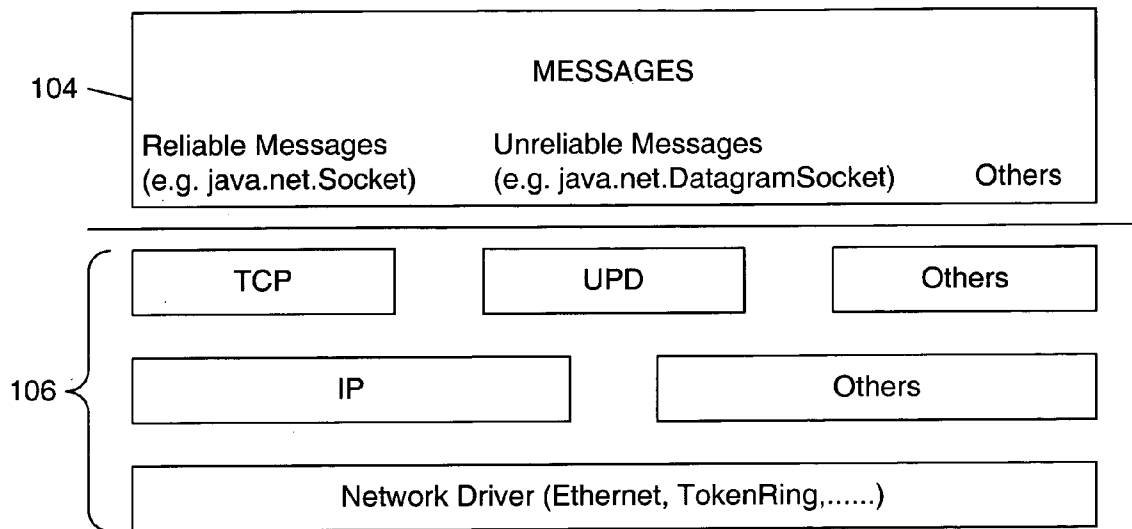 MESSAGES
104
Reliable Messages
(e.g. java.net.Socket)
Unreliable Messages
(e.g. java.net.DatagramSocket)
Others
TCP
UPD
Others
106
IP
Others
Network Driver (Ethernet, TokenRing,......)